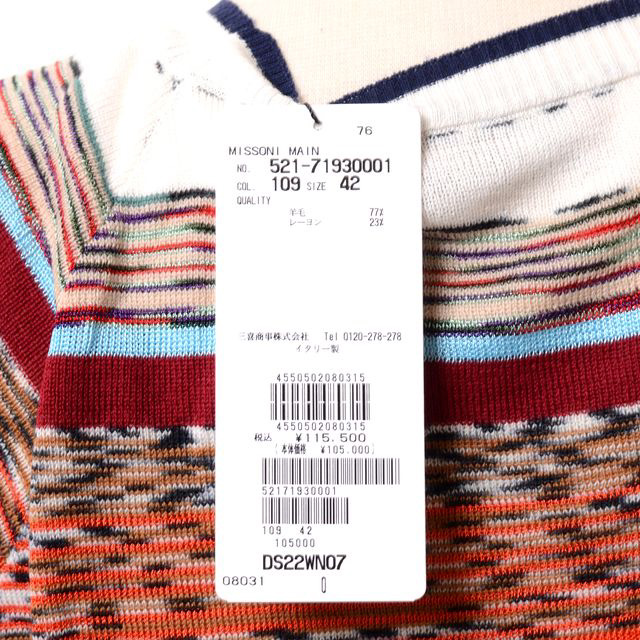 76
MISSONI MAIN
NO. 521-71930001
COL. 109 SIZE 42
QUALITY
羊毛 77%
レーヨン 23%
三喜商事株式会社 Tel 0120-278-278
イタリー製
4550502080315
4550502080315
税込 ¥115,500
( 本体価格 ¥105,000)
52171930001
109 42
105000
DS22WN07
08031 0